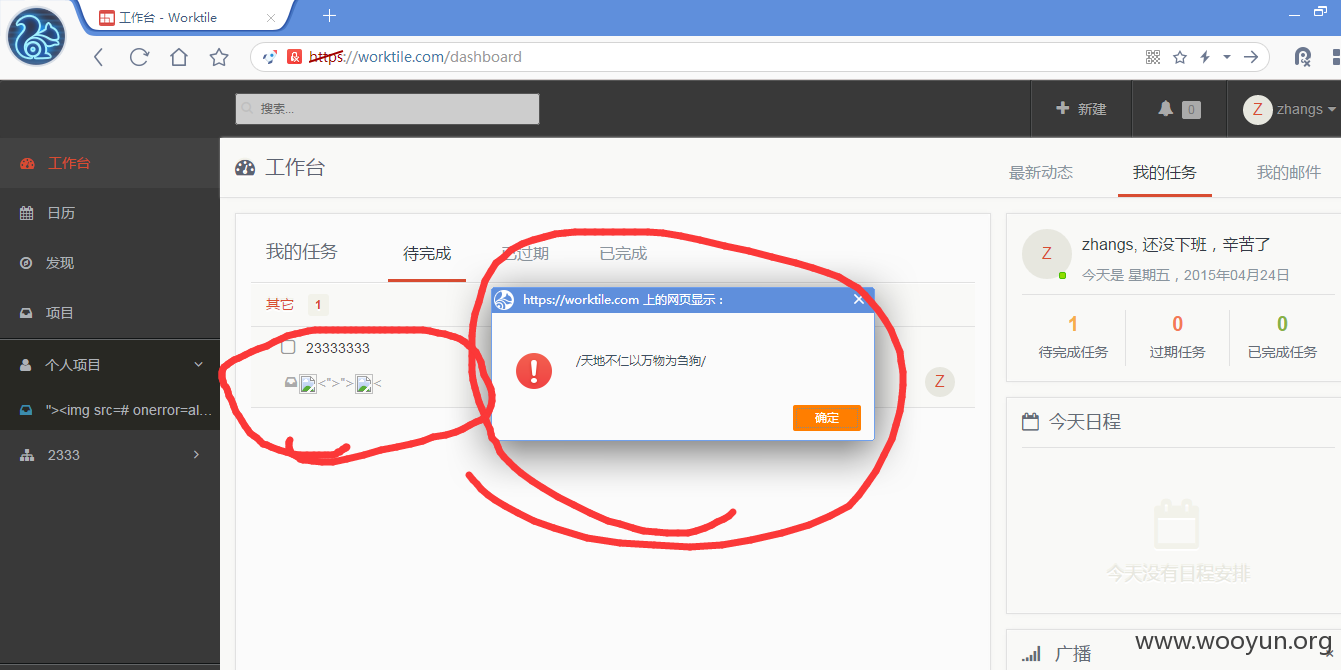 工作台 - Worktile
https://worktile.com/dashboard
搜索...
新建
0
Z
zhangs
工作台
日历
发现
项目
个人项目
"><img src=# onerror=al...
2333
工作台
最新动态
我的任务
我的邮件
我的任务
待完成
已过期
已完成
其它
1
23333333
<">"><
Z
https://worktile.com 上的网页显示：
/天地不仁以万物为刍狗/
确定
Z
zhangs, 还没下班，辛苦了
今天是 星期五，2015年04月24日
1
0
0
待完成任务
过期任务
已完成任务
今天日程
今天没有日程安排
广播
www.wooyun.org